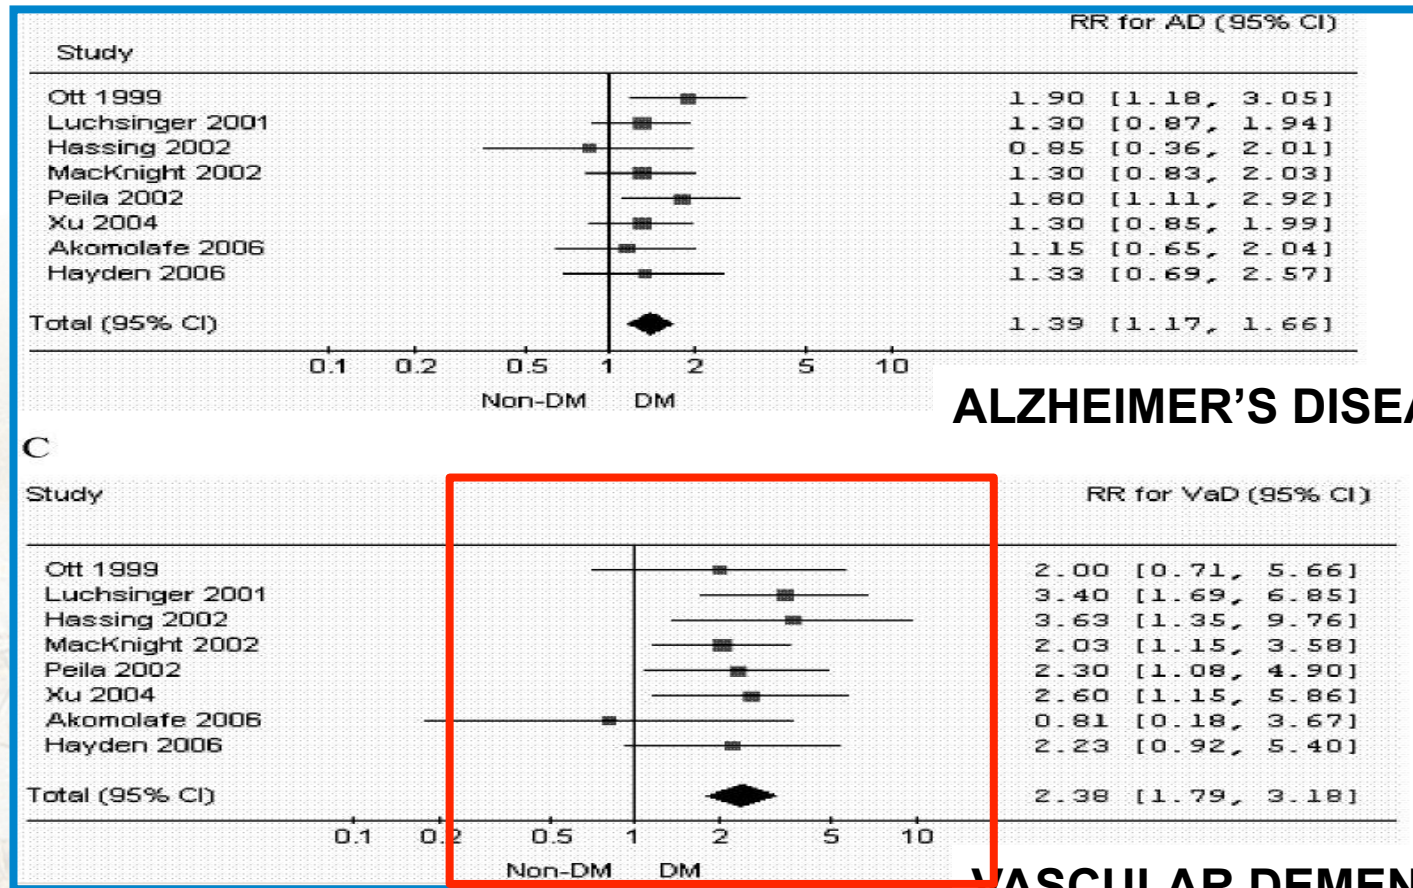 RR for AD (95% CI)
Study
Ott 1999 1.90 [1.18, 3.05]
Luchsinger 2001 1.30 [0.87, 1.94]
Hassing 2002 0.85 [0.36, 2.01]
MacKnight 2002 1.30 [0.83, 2.03]
Peila 2002 1.80 [1.11, 2.92]
Xu 2004 1.30 [0.85, 1.99]
Akomolafe 2006 1.15 [0.65, 2.04]
Hayden 2006 1.33 [0.69, 2.57]
Total (95% CI) 1.39 [1.17, 1.66]
0.1 0.2 0.5 1 2 5 10
Non-DM DM
ALZHEIMER’S DISEA
C
Study RR for VaD (95% CI)
Ott 1999 2.00 [0.71, 5.66]
Luchsinger 2001 3.40 [1.69, 6.85]
Hassing 2002 3.63 [1.35, 9.76]
MacKnight 2002 2.03 [1.15, 3.58]
Peila 2002 2.30 [1.08, 4.90]
Xu 2004 2.60 [1.15, 5.86]
Akomolafe 2006 0.81 [0.18, 3.67]
Hayden 2006 2.23 [0.92, 5.40]
Total (95% CI) 2.38 [1.79, 3.18]
0.1 0.2 0.5 1 2 5 10
Non-DM DM
VASCULAR DEMEN